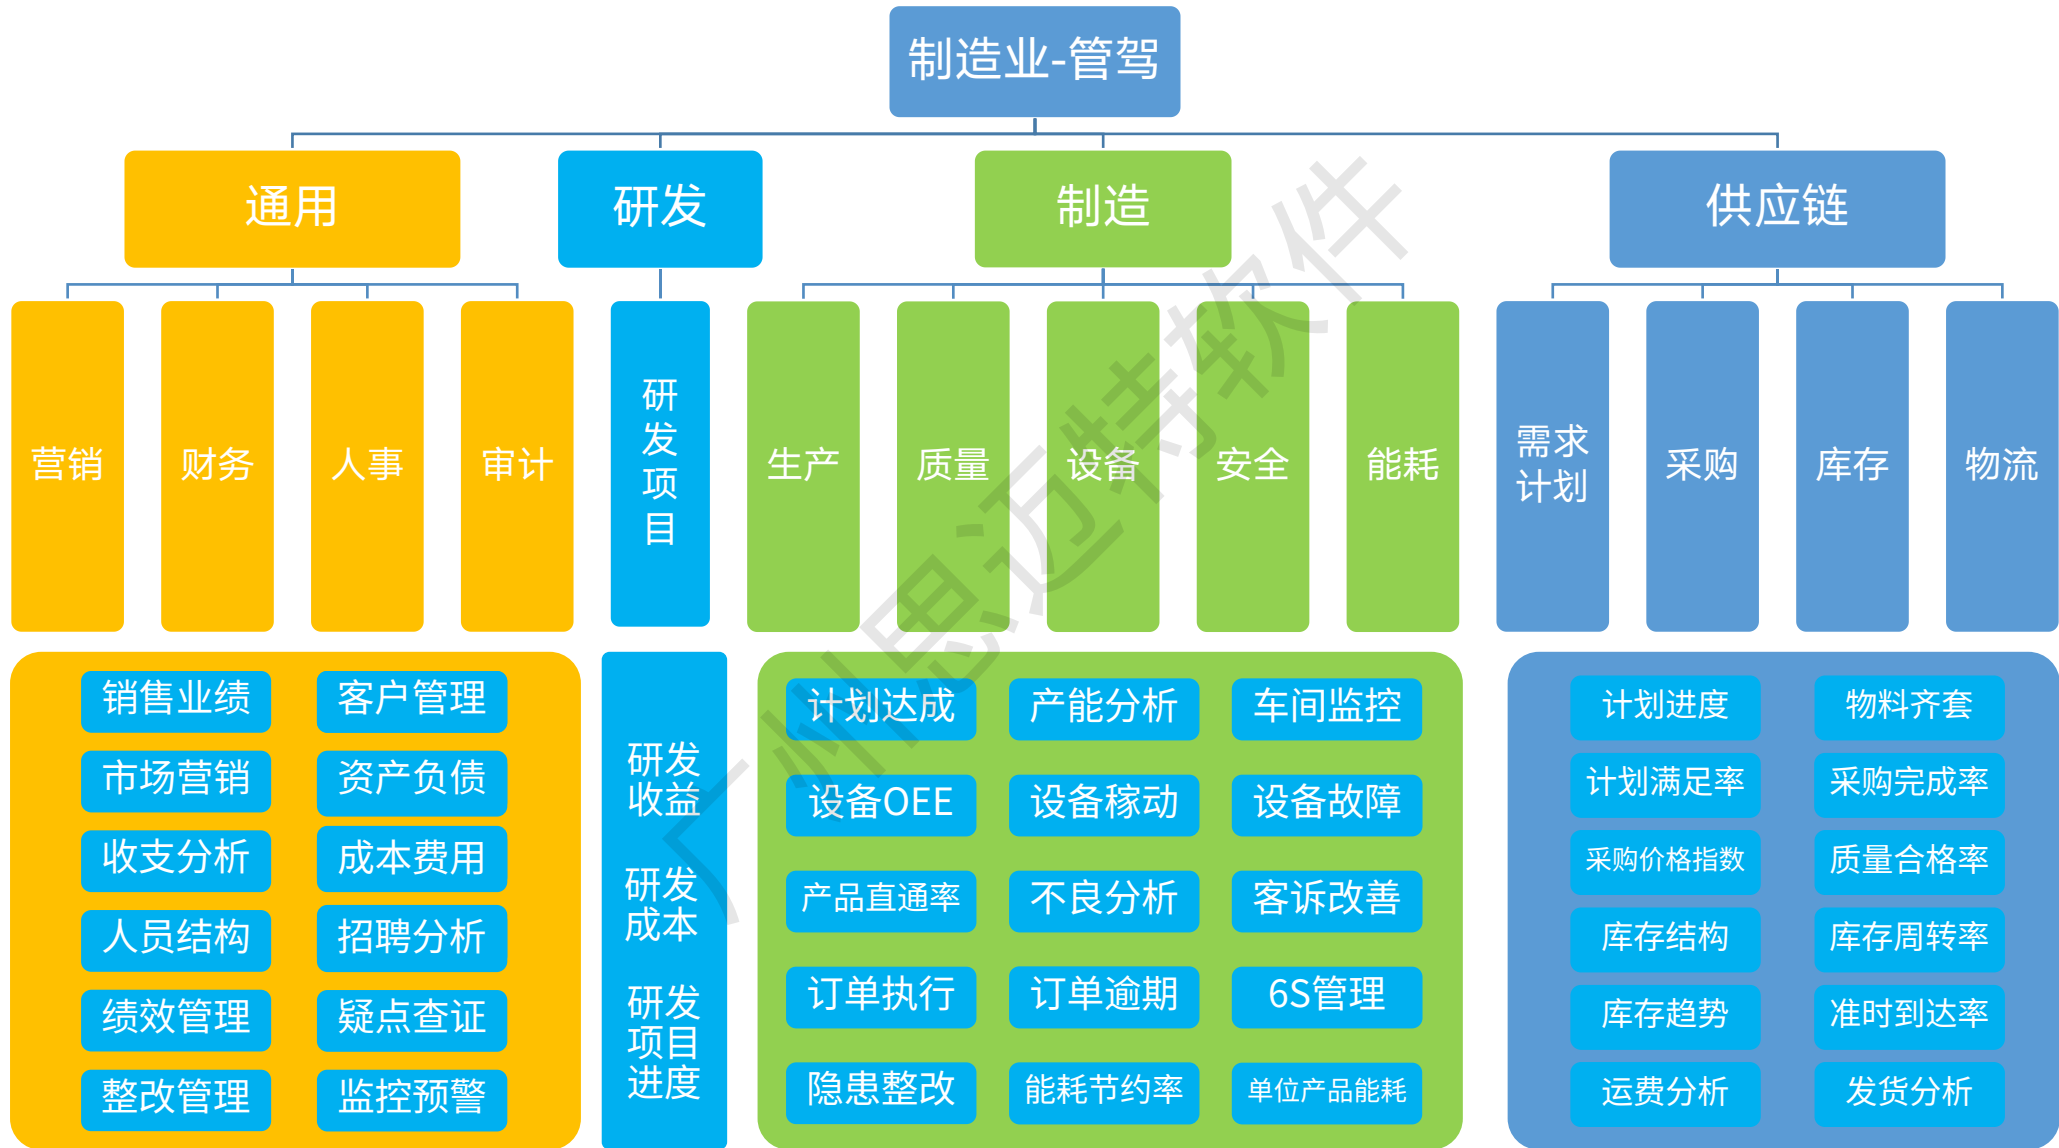 制造业-管驾
通用
研发
制造
供应链
营销
财务
人事
审计
研
发
项
目
生产
质量
设备
安全
能耗
需求
计划
采购
库存
物流
销售业绩
客户管理
市场营销
资产负债
收支分析
成本费用
人员结构
招聘分析
绩效管理
疑点查证
整改管理
监控预警
研发
收益
研发
成本
研发
项目
进度
计划达成
产能分析
车间监控
设备OEE
设备稼动
设备故障
产品直通率
不良分析
客诉改善
订单执行
订单逾期
6S管理
隐患整改
能耗节约率
单位产品能耗
计划进度
物料齐套
计划满足率
采购完成率
采购价格指数
质量合格率
库存结构
库存周转率
库存趋势
准时到达率
运费分析
发货分析
广州思迈特软件